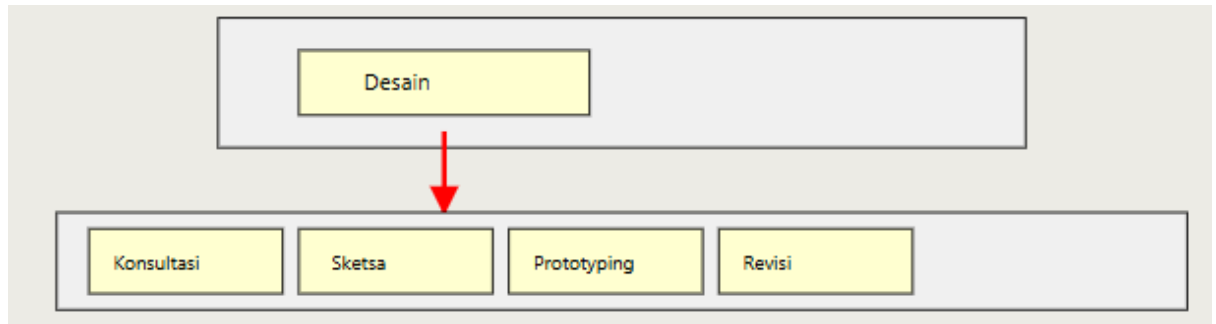 Desain
Konsultasi
Sketsa
Prototyping
Revisi